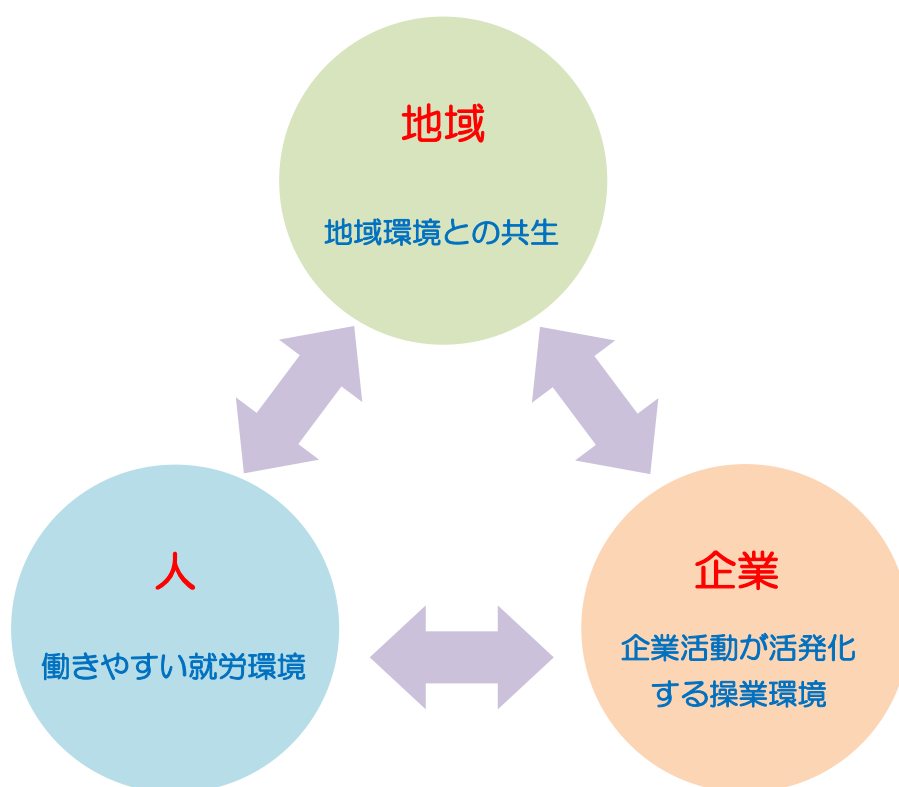 地域
地域環境との共生
人
働きやすい就労環境
企業
企業活動が活発化
する操業環境